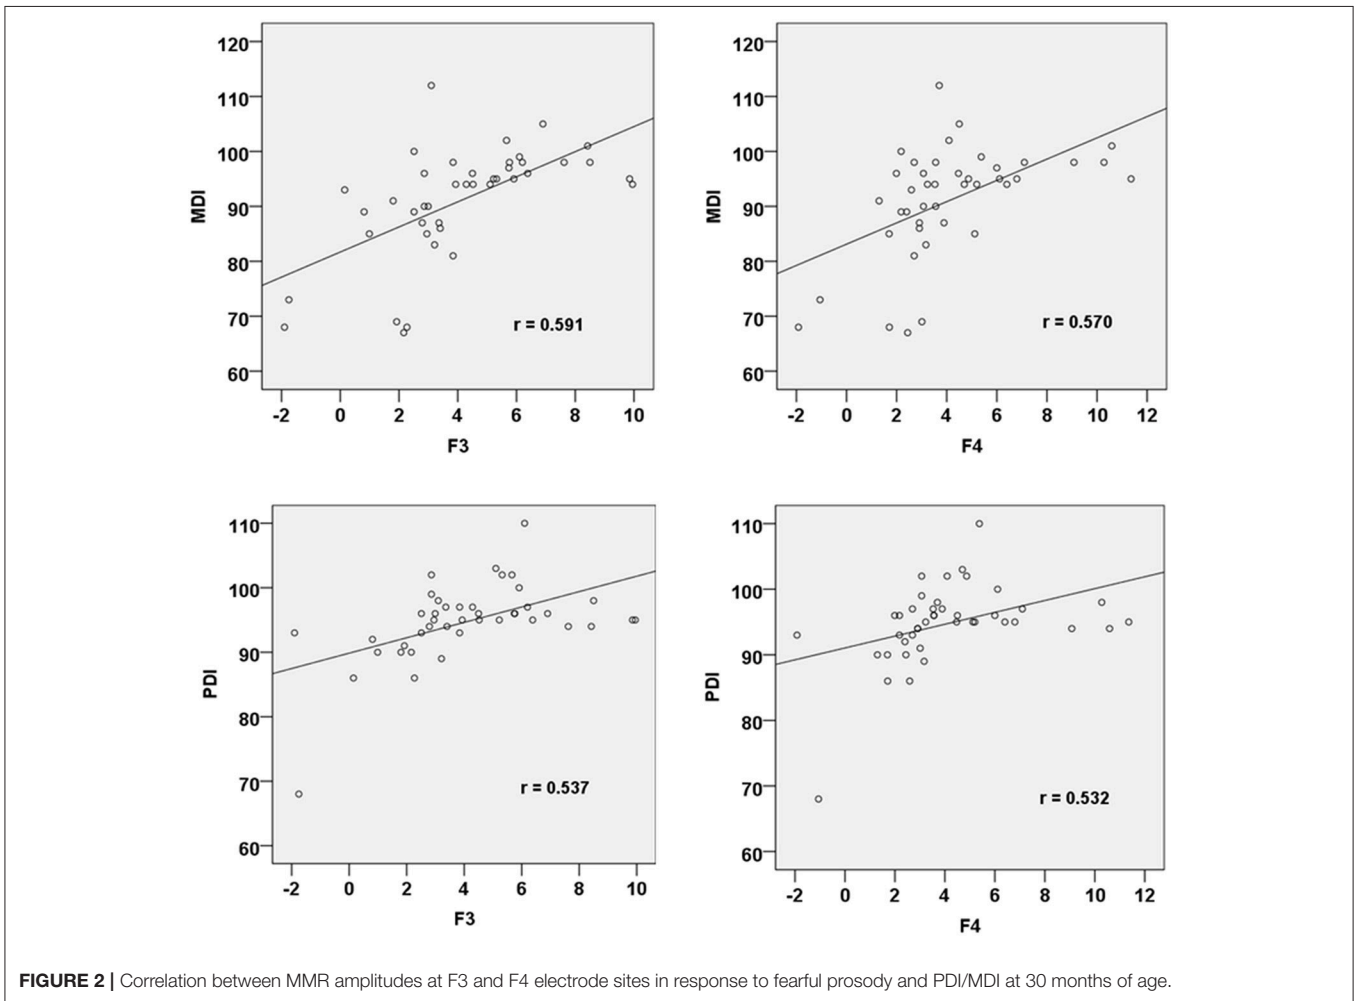 120
110
100
90
80
70
60
MDI
r = 0.591
-2 0 2 4 6 8 10
F3
120
110
100
90
80
70
60
MDI
r = 0.570
-2 0 2 4 6 8 10 12
F4
110
100
90
80
70
60
PDI
r = 0.537
-2 0 2 4 6 8 10
F3
110
100
90
80
70
60
PDI
r = 0.532
-2 0 2 4 6 8 10 12
F4
FIGURE 2 | Correlation between MMR amplitudes at F3 and F4 electrode sites in response to fearful prosody and PDI/MDI at 30 months of age.